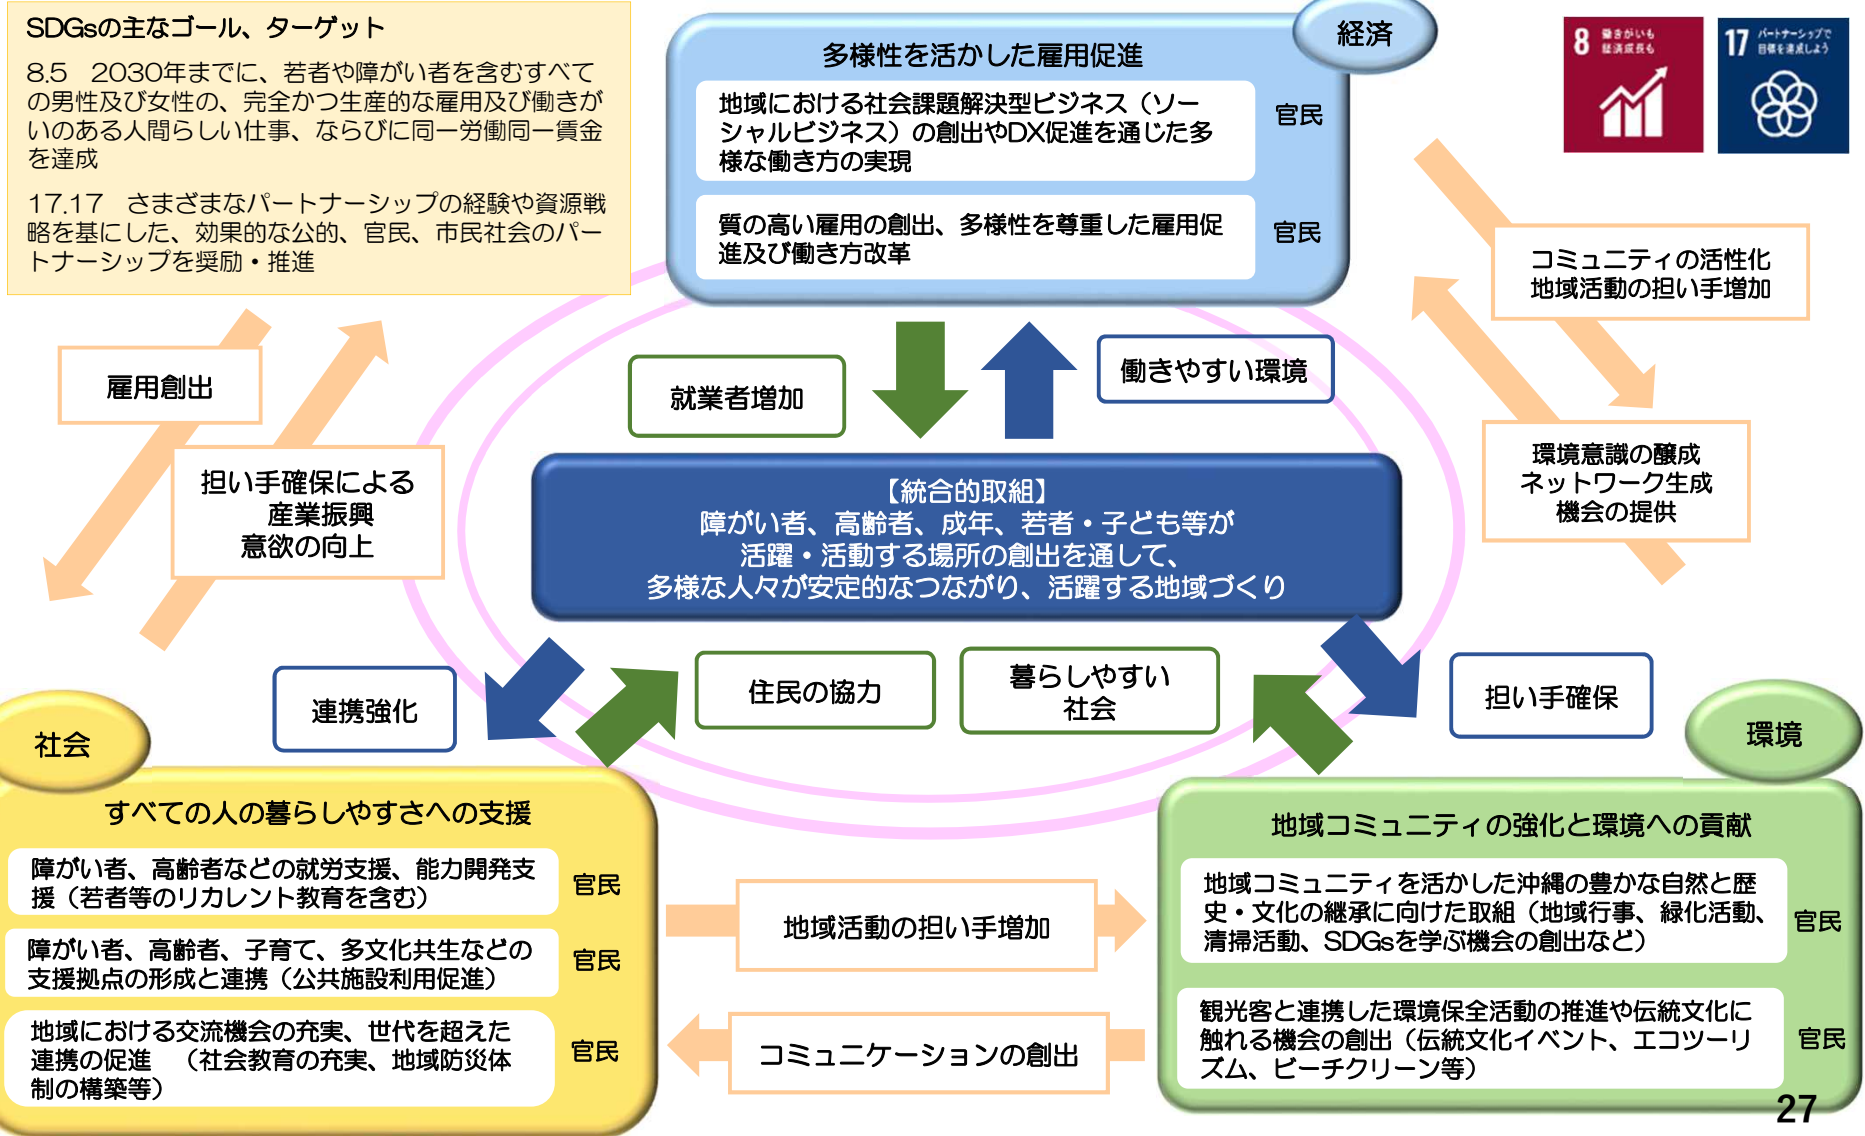 SDGsの主なゴール、ターゲット
8.5　2030年までに、若者や障がい者を含むすべて
の男性及び女性の、完全かつ生産的な雇用及び働きが
いのある人間らしい仕事、ならびに同一労働同一賃金
を達成
17.17　さまざまなパートナーシップの経験や資源戦
略を基にした、効果的な公的、官民、市民社会のパー
トナーシップを奨励・推進
経済
多様性を活かした雇用促進
地域における社会課題解決型ビジネス（ソー
シャルビジネス）の創出やDX促進を通じた多
様な働き方の実現
官民
質の高い雇用の創出、多様性を尊重した雇用促
進及び働き方改革
官民
8 働きがいも
経済成長も
17 パートナーシップで
目標を達成しよう
コミュニティの活性化
地域活動の担い手増加
環境意識の醸成
ネットワーク生成
機会の提供
雇用創出
担い手確保による
産業振興
意欲の向上
就業者増加
働きやすい環境
【統合的取組】
障がい者、高齢者、成年、若者・子ども等が
活躍・活動する場所の創出を通して、
多様な人々が安定的なつながり、活躍する地域づくり
連携強化
住民の協力
暮らしやすい
社会
担い手確保
社会
すべての人の暮らしやすさへの支援
障がい者、高齢者などの就労支援、能力開発支
援（若者等のリカレント教育を含む）
官民
障がい者、高齢者、子育て、多文化共生などの
支援拠点の形成と連携（公共施設利用促進）
官民
地域における交流機会の充実、世代を超えた
連携の促進　（社会教育の充実、地域防災体
制の構築等）
官民
地域活動の担い手増加
コミュニケーションの創出
環境
地域コミュニティの強化と環境への貢献
地域コミュニティを活かした沖縄の豊かな自然と歴
史・文化の継承に向けた取組（地域行事、緑化活動、
清掃活動、SDGsを学ぶ機会の創出など）
官民
観光客と連携した環境保全活動の推進や伝統文化に
触れる機会の創出（伝統文化イベント、エコツーリ
ズム、ビーチクリーン等）
官民
27